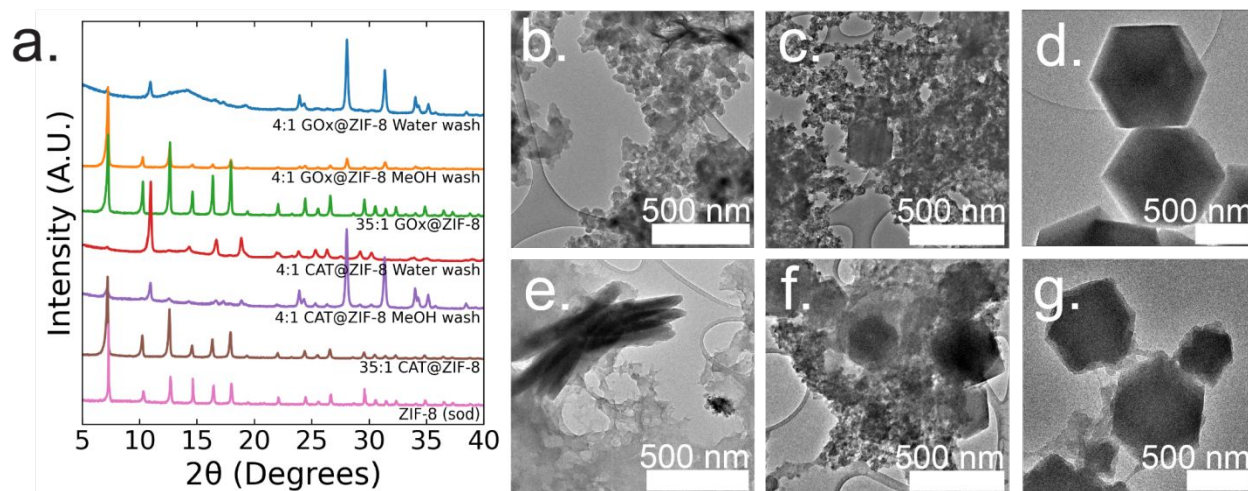 a.
Intensity (A.U.)
4:1 GOx@ZIF-8 Water wash
4:1 GOx@ZIF-8 MeOH wash
35:1 GOx@ZIF-8
4:1 CAT@ZIF-8 Water wash
4:1 CAT@ZIF-8 MeOH wash
35:1 CAT@ZIF-8
ZIF-8 (sod)
5 10 15 20 25 30 35 40
2θ (Degrees)
b.
500 nm
c.
500 nm
d.
500 nm
e.
500 nm
f.
500 nm
g.
500 nm